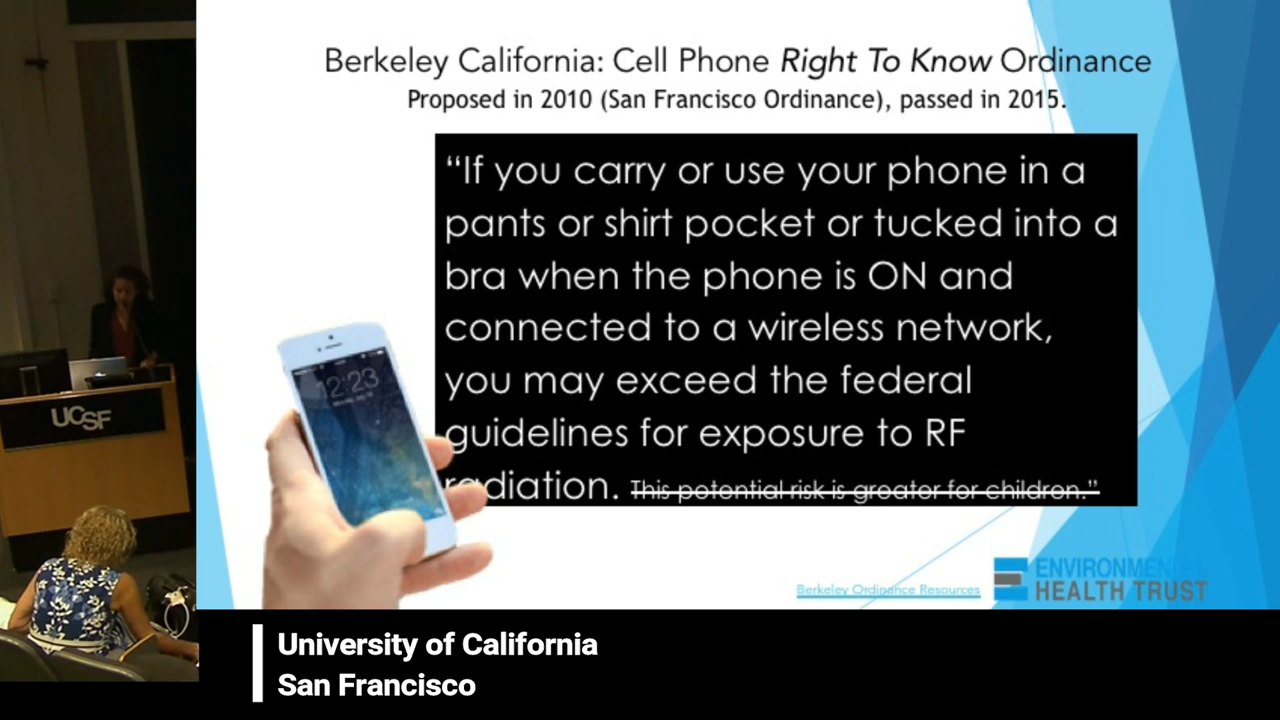 Berkeley California: Cell Phone Right To Know Ordinance
Proposed in 2010 (San Francisco Ordinance), passed in 2015.
“If you carry or use your phone in a
pants or shirt pocket or tucked into a
bra when the phone is ON and
connected to a wireless network,
you may exceed the federal
guidelines for exposure to RF
radiation. This potential risk is greater for children.”
12:23
UCSF
Berkeley Ordinance Resources
ENVIRONMENTAL
HEALTH TRUST
University of California
San Francisco